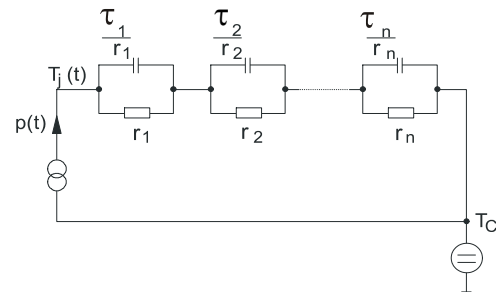 τ1 τ2 τn
r1 r2 rn
Tj (t)
p(t)
r1 r2 rn
TC